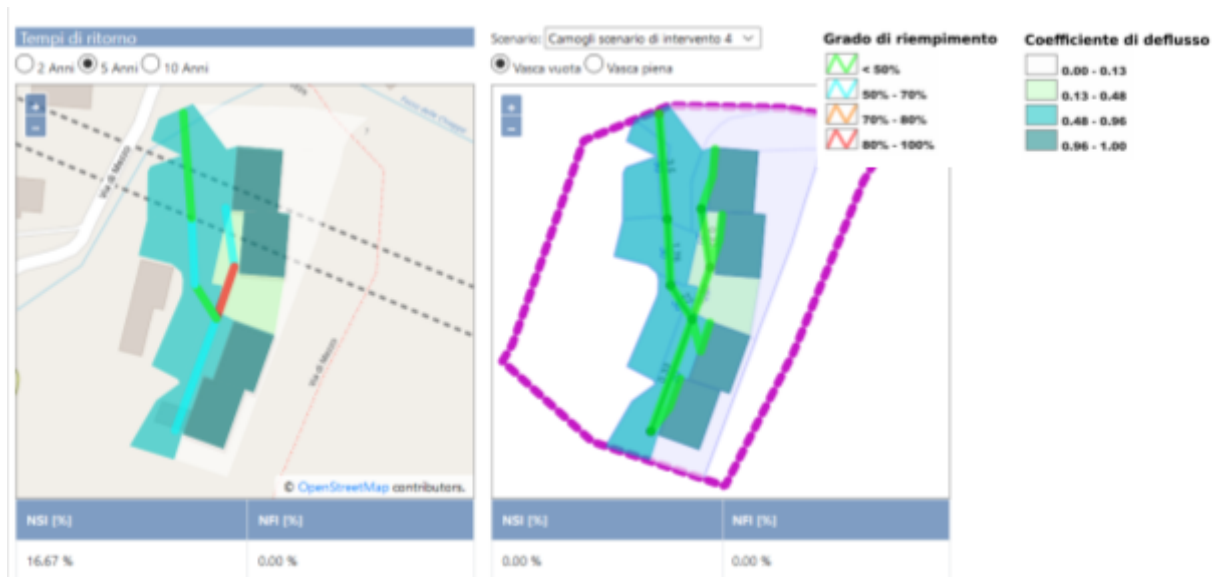 Tempi di ritorno
2 Anni 5 Anni 10 Anni
Via di Mezzo
Via di Mezzo
© OpenStreetMap contributors.
NSI [%] NFI [%]
16.67 % 0.00 %
Scenario: Camogli scenario di intervento 4
Vasca vuota Vasca piena
NSI [%] NFI [%]
0.00 % 0.00 %
Grado di riempimento
< 50%
50% - 70%
70% - 80%
80% - 100%
Coefficiente di deflusso
0.00 - 0.13
0.13 - 0.48
0.48 - 0.96
0.96 - 1.00